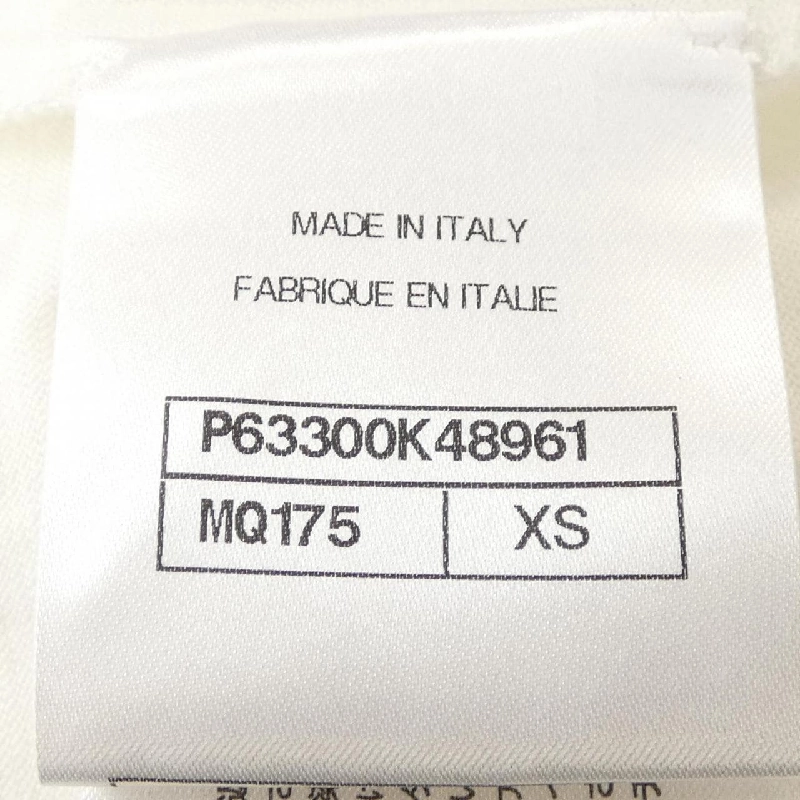 MADE IN ITALY
FABRIQUE EN ITALIE
P63300K48961
MQ175 XS